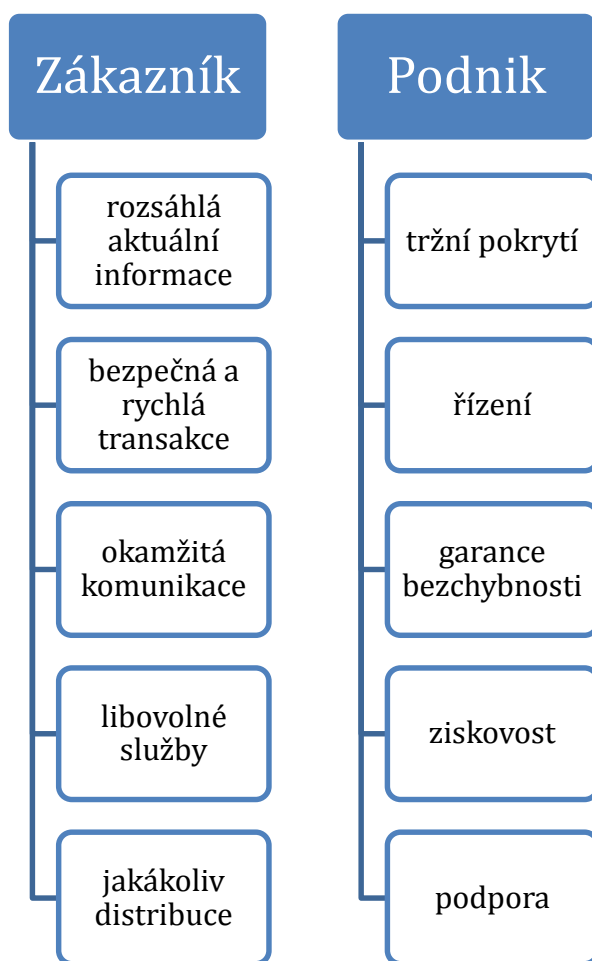 Zákazník
rozsáhlá
aktuální
informace
bezpečná a
rychlá
transakce
okamžitá
komunikace
libovolné
služby
jakákoliv
distribuce
Podnik
tržní pokrytí
řízení
garance
bezchybnosti
ziskovost
podpora